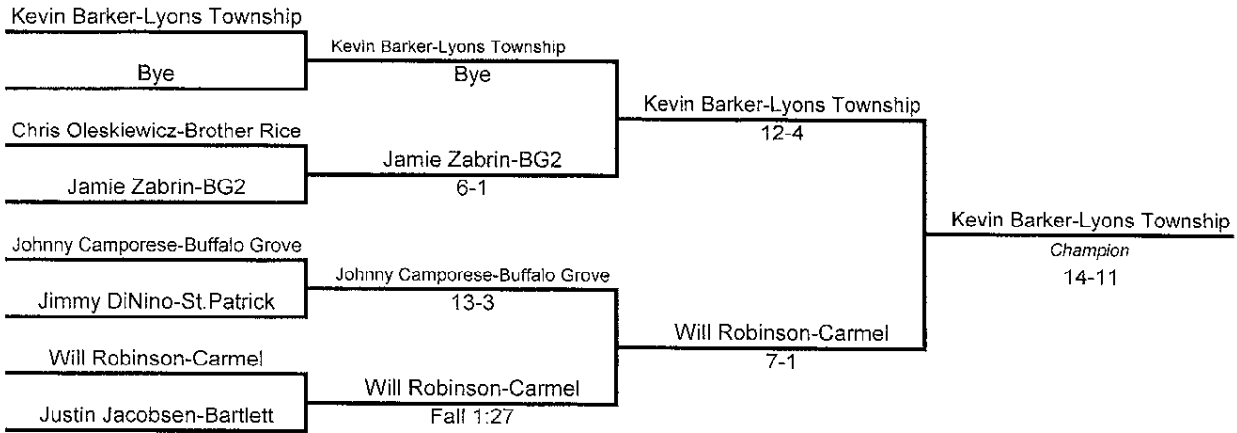 Kevin Barker-Lyons Township
Bye
Chris Oleskiewicz-Brother Rice
Jamie Zabrin-BG2
Johnny Camporese-Buffalo Grove
Jimmy DiNino-St.Patrick
Will Robinson-Carmel
Justin Jacobsen-Bartlett
Kevin Barker-Lyons Township
Bye
Jamie Zabrin-BG2
6-1
Johnny Camporese-Buffalo Grove
13-3
Will Robinson-Carmel
Fall 1:27
Kevin Barker-Lyons Township
12-4
Will Robinson-Carmel
7-1
Kevin Barker-Lyons Township
Champion
14-11